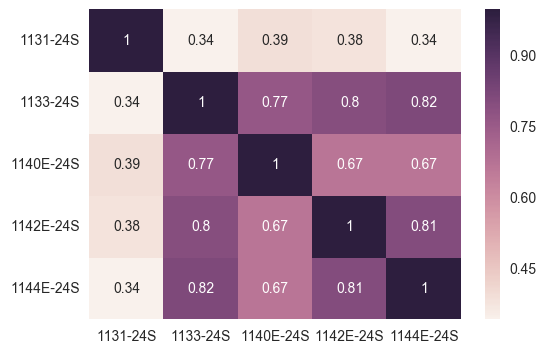 1131-24S 1 0.34 0.39 0.38 0.34
1133-24S 0.34 1 0.77 0.8 0.82
1140E-24S 0.39 0.77 1 0.67 0.67
1142E-24S 0.38 0.8 0.67 1 0.81
1144E-24S 0.34 0.82 0.67 0.81 1
1131-24S 1133-24S 1140E-24S 1142E-24S 1144E-24S
0.90
0.75
0.60
0.45